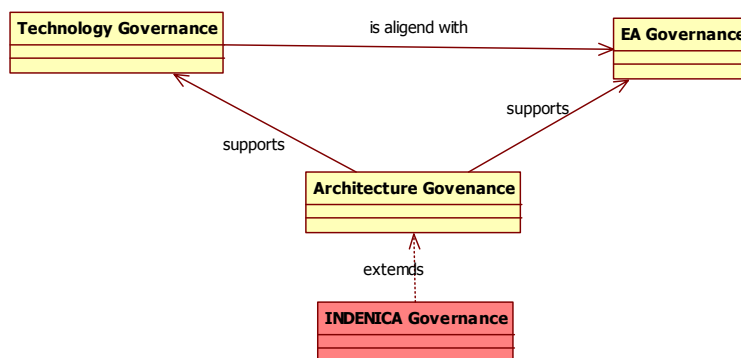 Technology Governance
is aligend with
EA Governance
supports
supports
Architecture Govenance
extemds
INDENICA Governance